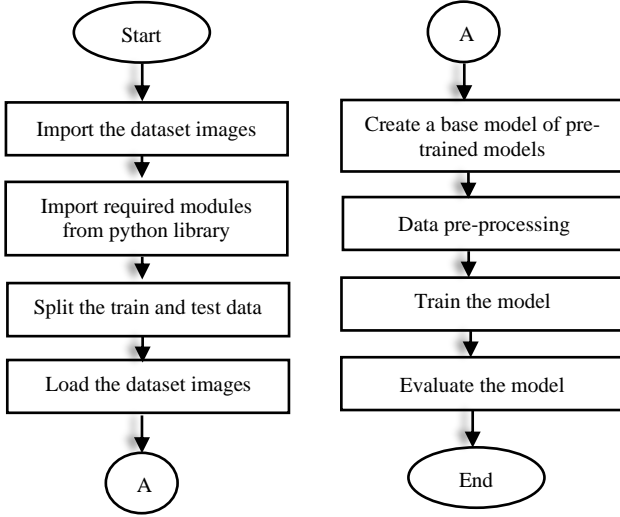 Start
Import the dataset images
Import required modules
from python library
Split the train and test data
Load the dataset images
A
A
Create a base model of pre-
trained models
Data pre-processing
Train the model
Evaluate the model
End